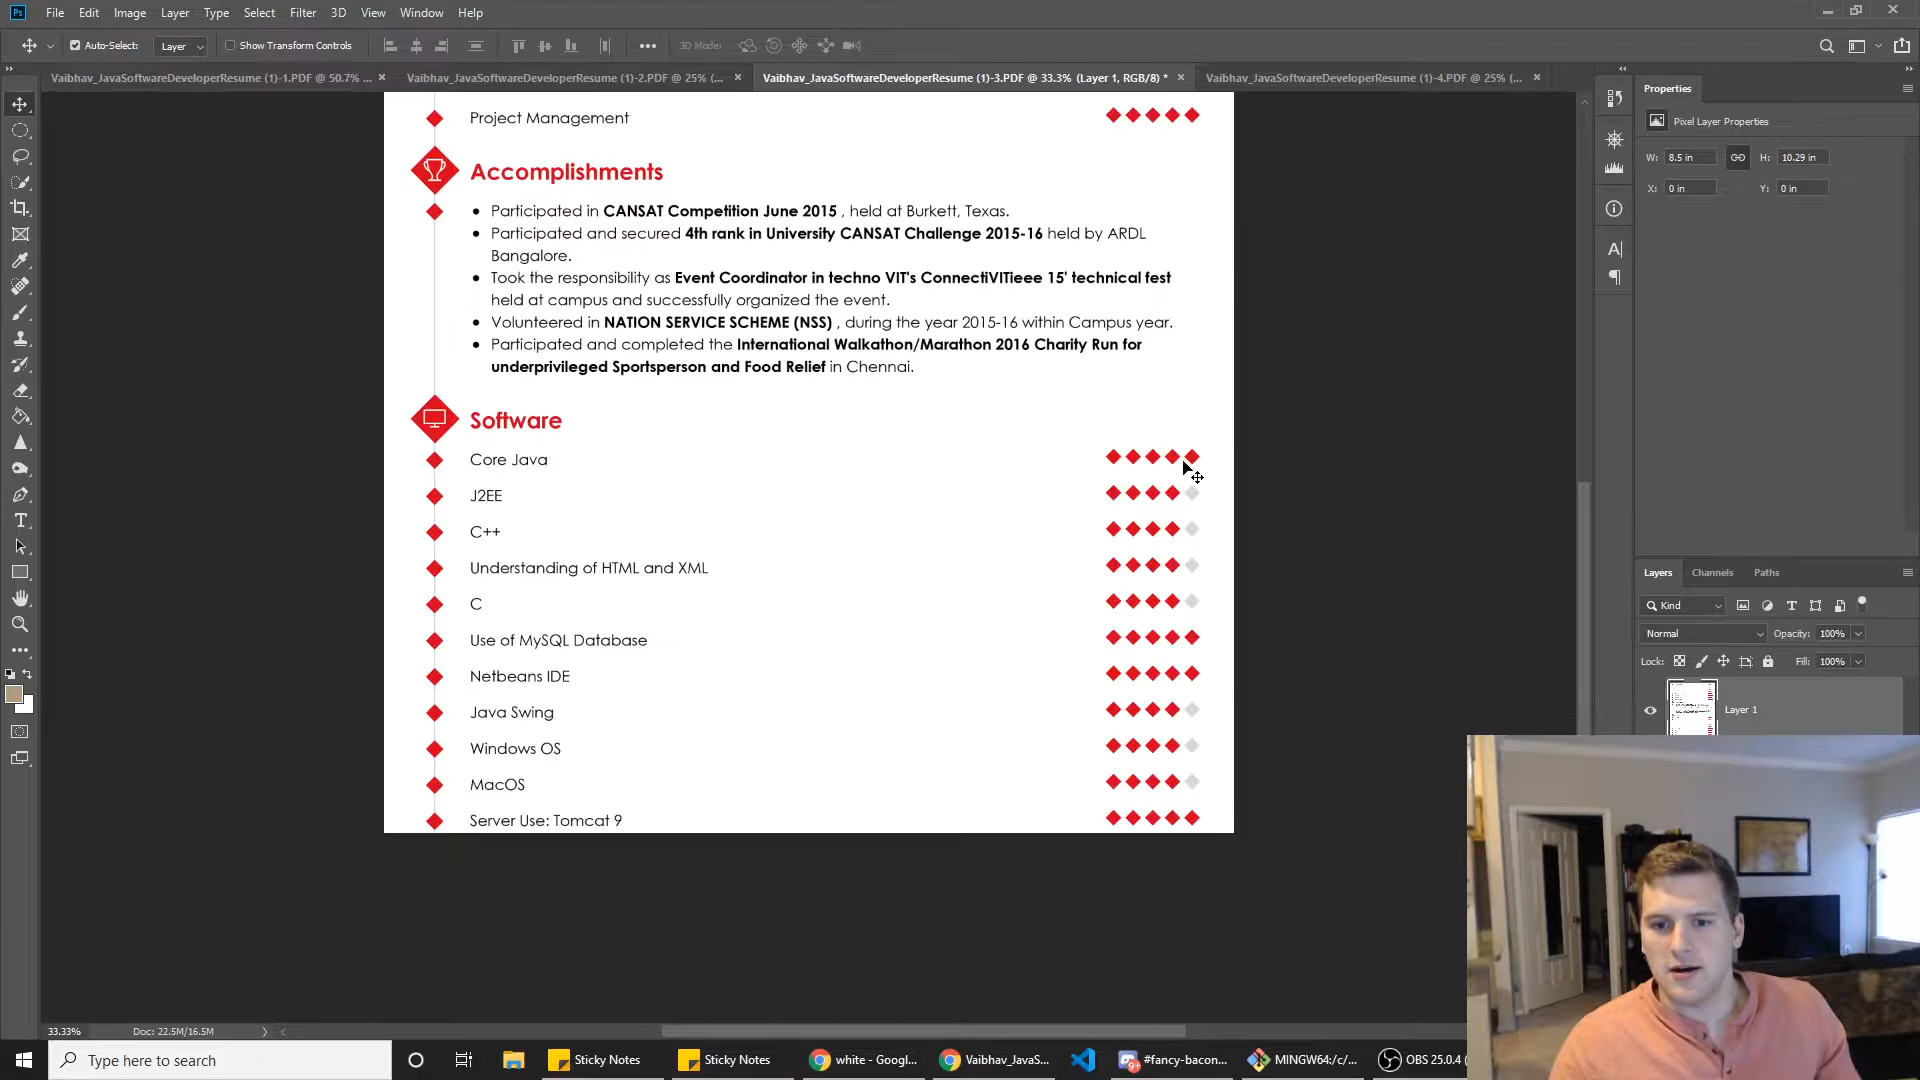 Ps File Edit Image Layer Type Select Filter 3D View Window Help
Auto-Select: Layer Show Transform Controls ••• 3D Mode:
Vaibhav_JavaSoftwareDeveloperResume (1)-1.PDF @ 50.7% ... × Vaibhav_JavaSoftwareDeveloperResume (1)-2.PDF @ 25% (... × Vaibhav_JavaSoftwareDeveloperResume (1)-3.PDF @ 33.3% (Layer 1, RGB/8) * × Vaibhav_JavaSoftwareDeveloperResume (1)-4.PDF @ 25% (... ×
Project Management
Accomplishments
• Participated in CANSAT Competition June 2015 , held at Burkett, Texas.
• Participated and secured 4th rank in University CANSAT Challenge 2015-16 held by ARDL
Bangalore.
• Took the responsibility as Event Coordinator in techno VIT's ConnectiVITieee 15' technical fest
held at campus and successfully organized the event.
• Volunteered in NATION SERVICE SCHEME (NSS) , during the year 2015-16 within Campus year.
• Participated and completed the International Walkathon/Marathon 2016 Charity Run for
underprivileged Sportsperson and Food Relief in Chennai.
Software
Core Java
J2EE
C++
Understanding of HTML and XML
C
Use of MySQL Database
Netbeans IDE
Java Swing
Windows OS
MacOS
Server Use: Tomcat 9
Properties
Pixel Layer Properties
W: 8.5 in H: 10.29 in
X: 0 in Y: 0 in
Layers Channels Paths
Kind
Normal Opacity: 100%
Lock: Fill: 100%
Layer 1
33.33% Doc: 22.5M/16.5M
Type here to search
Sticky Notes
Sticky Notes
white - Googl...
Vaibhav_JavaS...
9+ #fancy-bacon...
MINGW64:/c/...
OBS 25.0.4 (